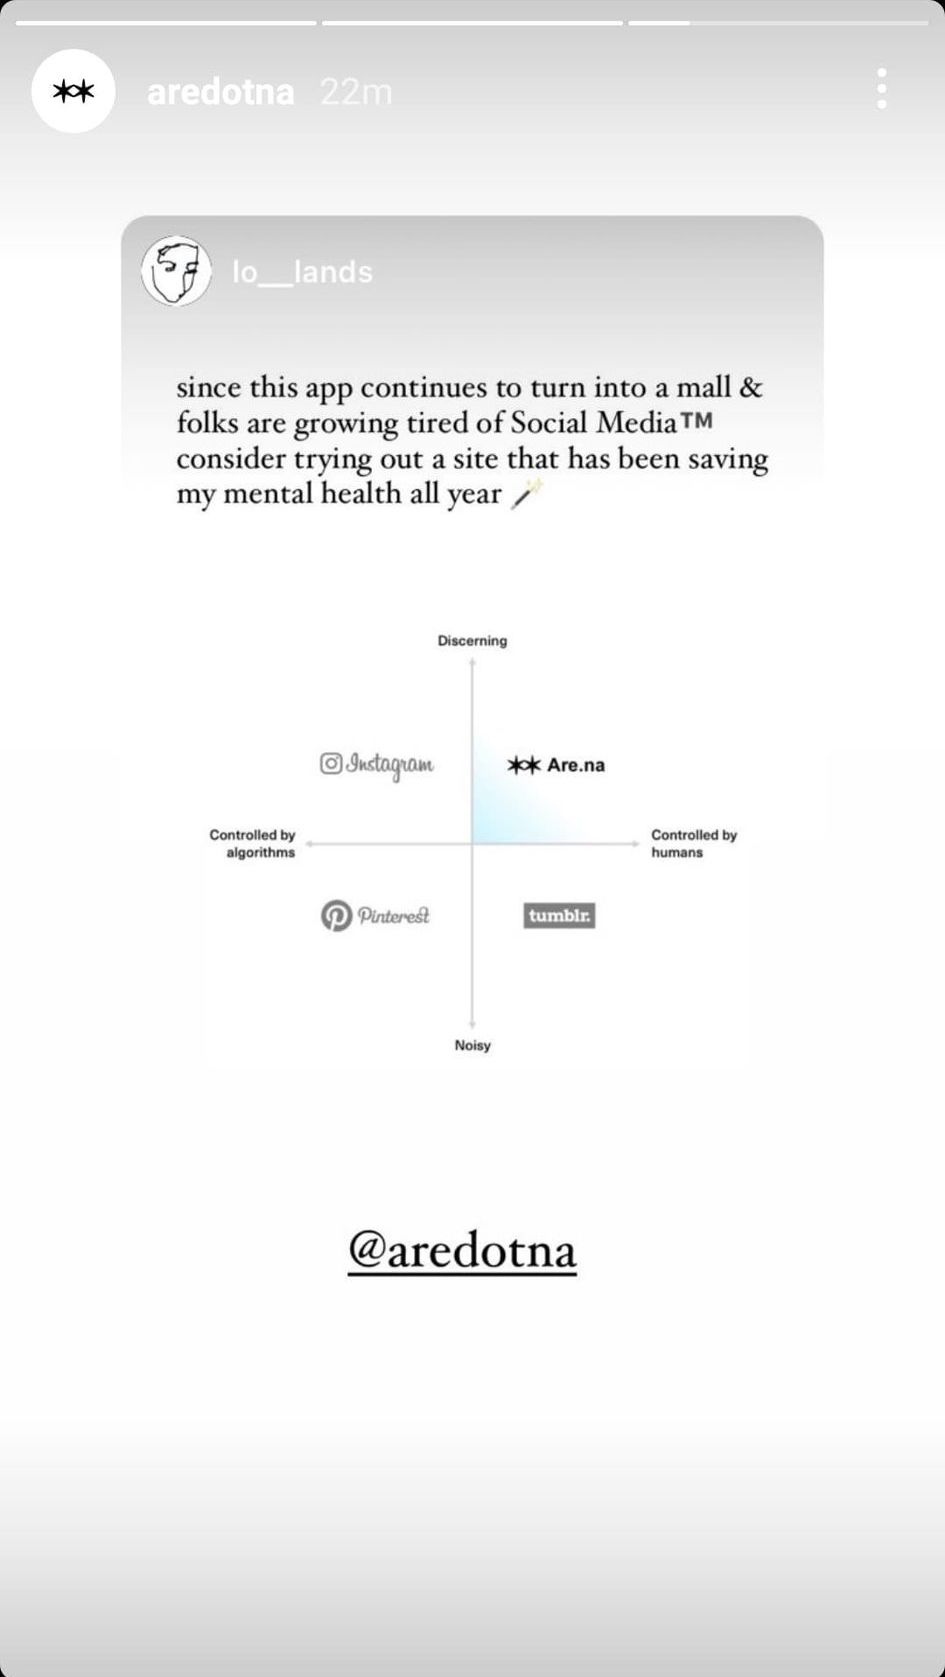 aredotna 22m
lo__lands
since this app continues to turn into a mall &
folks are growing tired of Social Media™
consider trying out a site that has been saving
my mental health all year
Discerning
Instagram
Are.na
Controlled by
algorithms
Controlled by
humans
Pinterest
tumblr.
Noisy
@aredotna